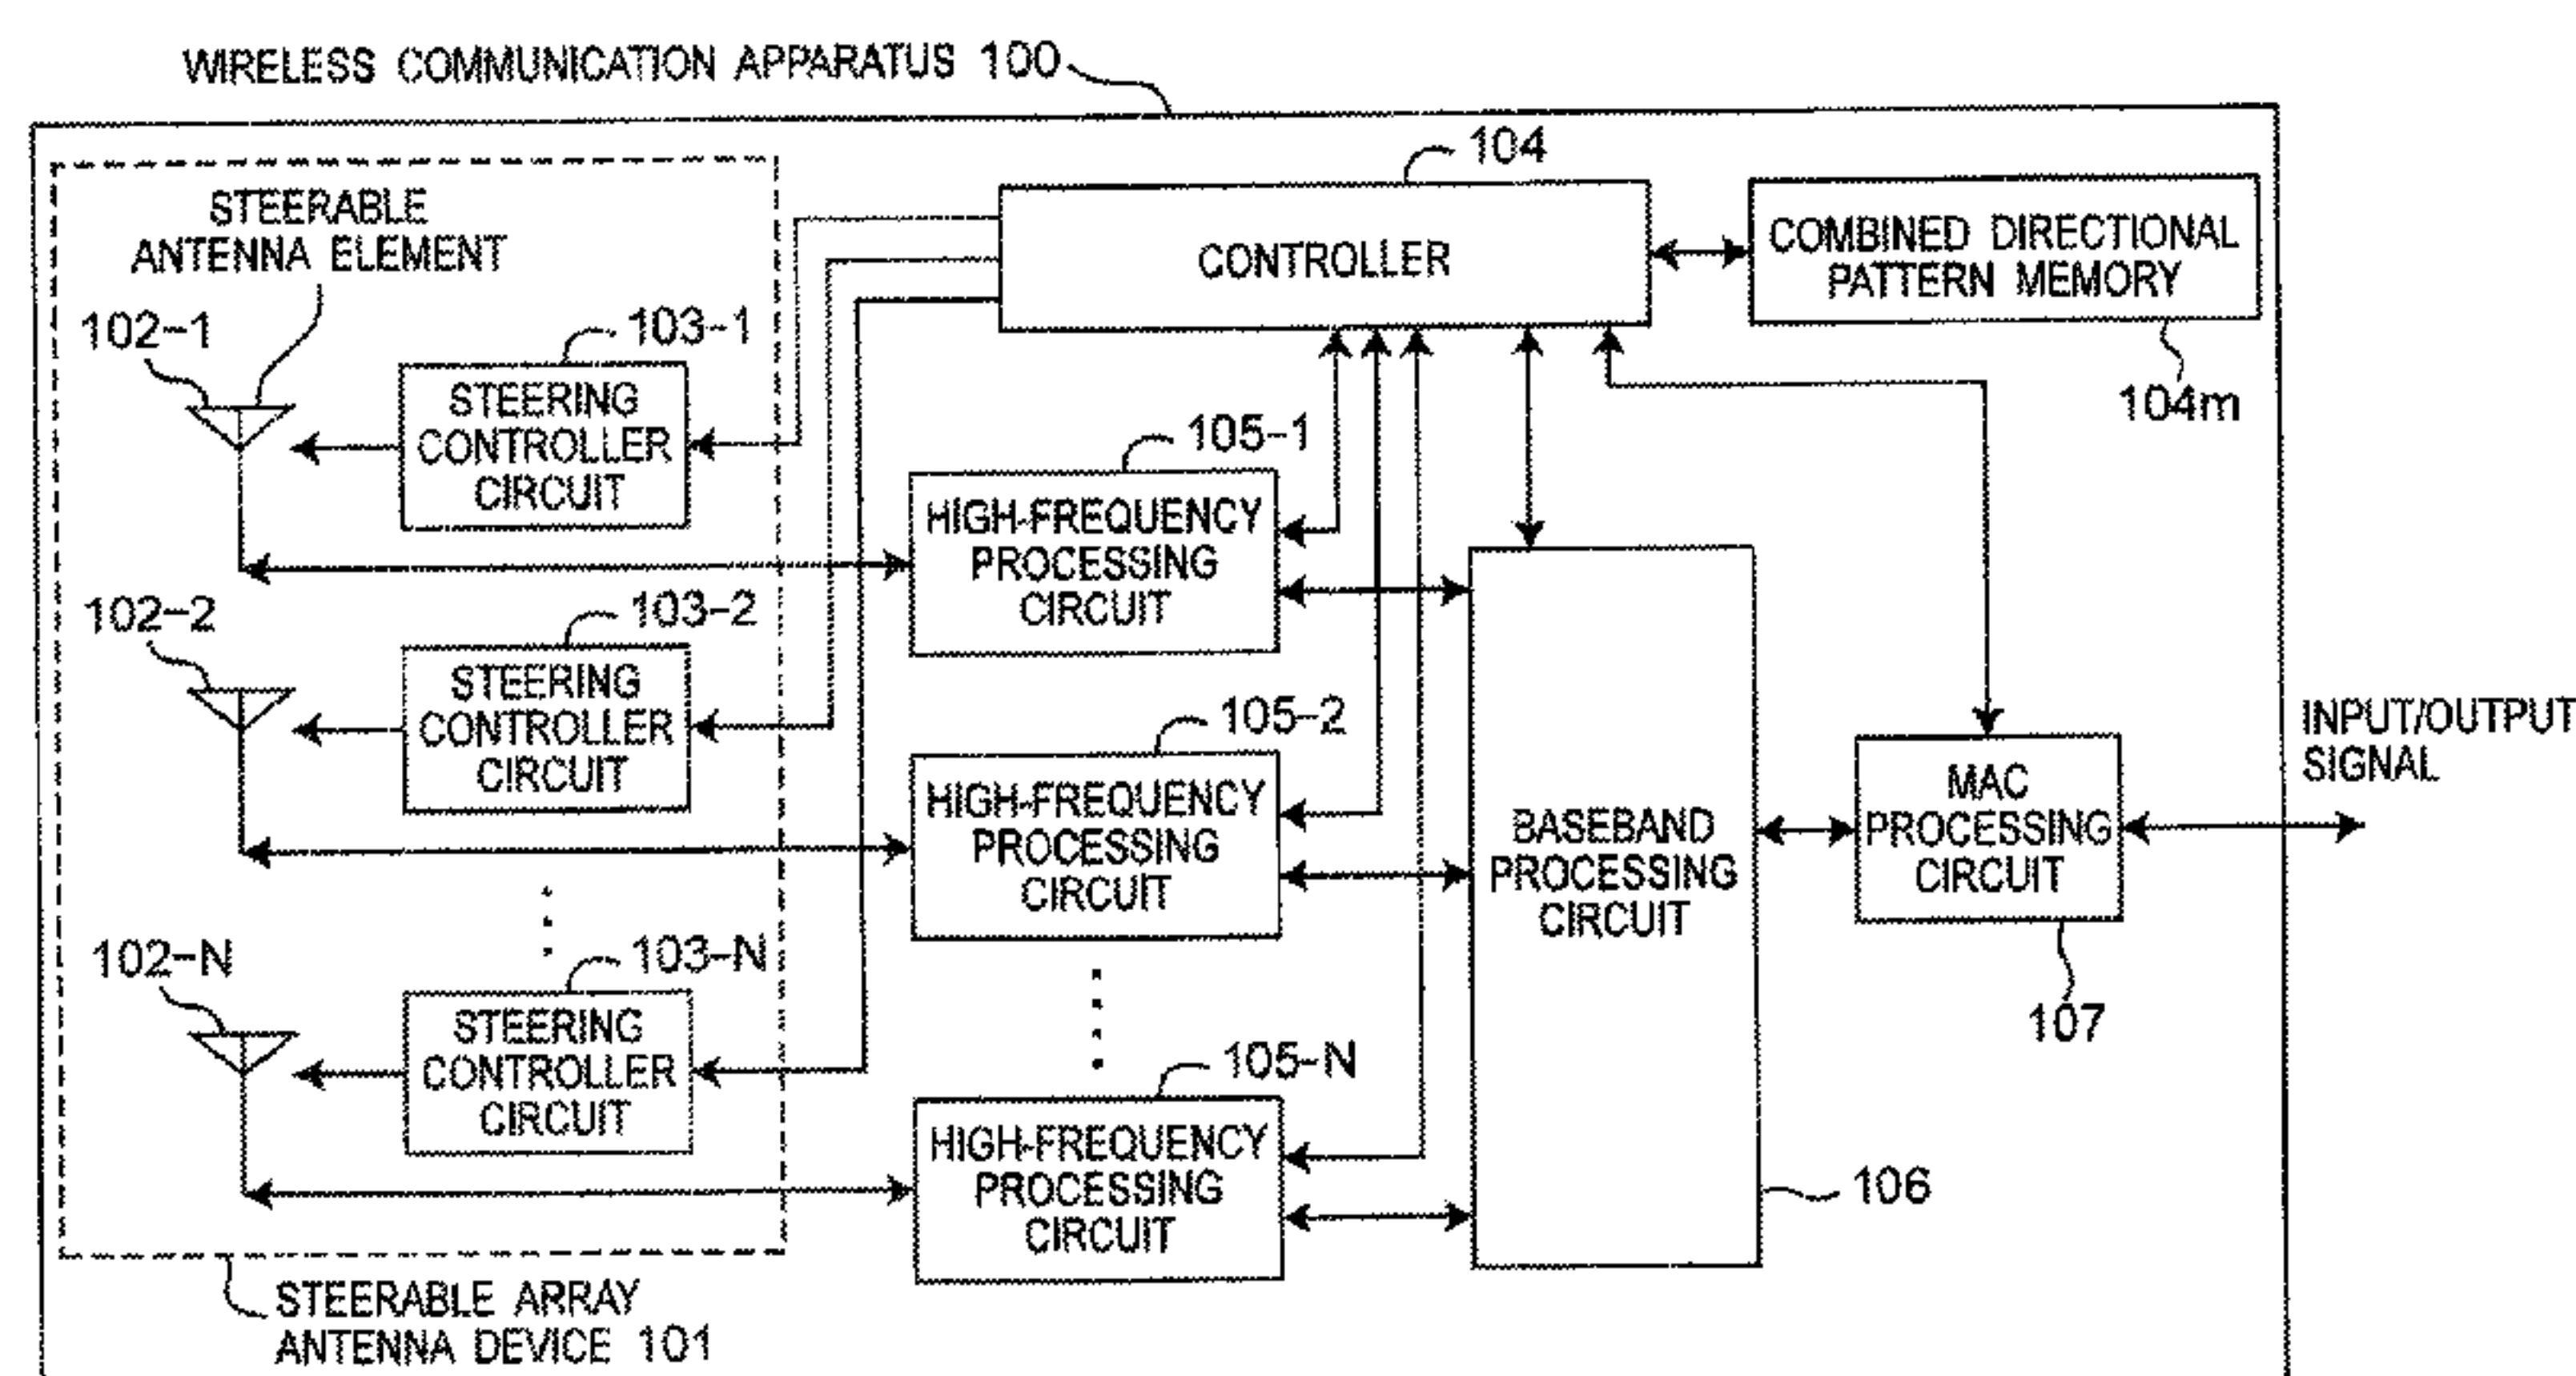 WIRELESS COMMUNICATION APPARATUS 100
104
STEERABLE
ANTENNA ELEMENT
CONTROLLER
COMBINED DIRECTIONAL
PATTERN MEMORY
104m
102-1
103-1
STEERING
CONTROLLER
CIRCUIT
105-1
HIGH-FREQUENCY
PROCESSING
CIRCUIT
102-2
103-2
STEERING
CONTROLLER
CIRCUIT
105-2
HIGH-FREQUENCY
PROCESSING
CIRCUIT
BASEBAND
PROCESSING
CIRCUIT
MAC
PROCESSING
CIRCUIT
INPUT/OUTPUT
SIGNAL
102-N
103-N
STEERING
CONTROLLER
CIRCUIT
107
105-N
HIGH-FREQUENCY
PROCESSING
CIRCUIT
106
STEERABLE ARRAY
ANTENNA DEVICE 101